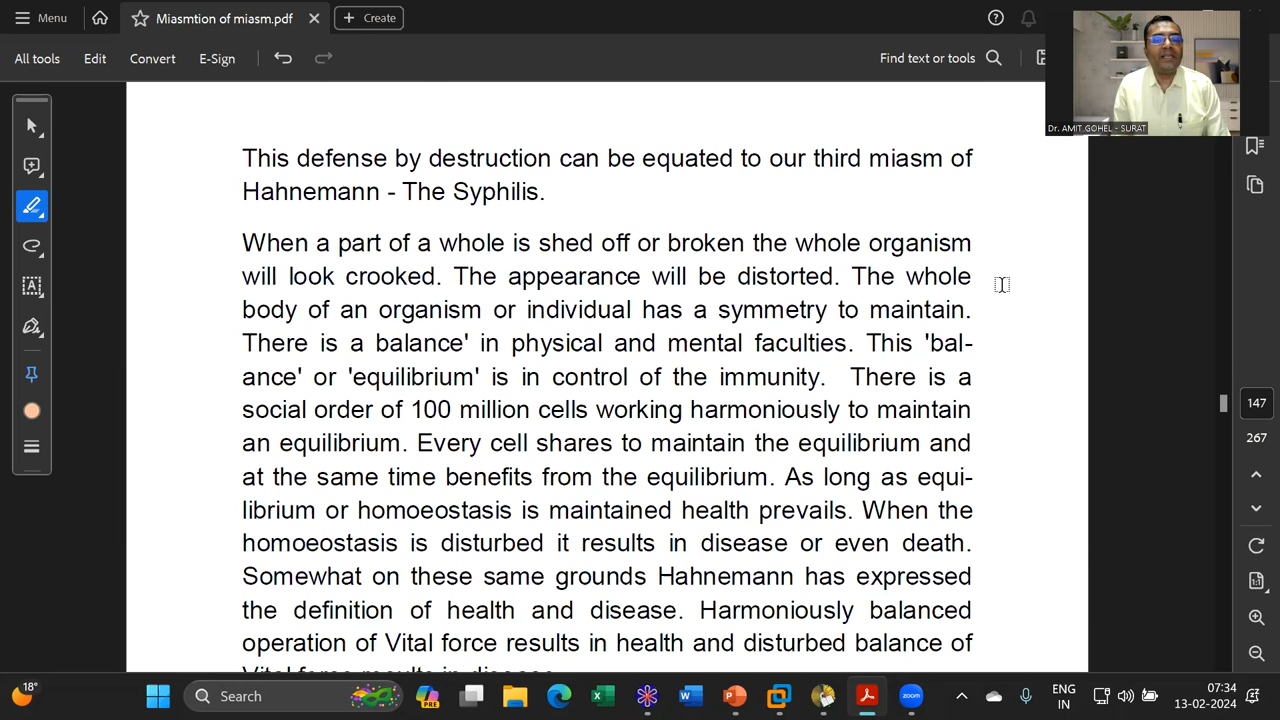 Menu
Miasmtion of miasm.pdf
Create
All tools Edit Convert E-Sign
Find text or tools
Dr. AMIT GOHEL - SURAT
This defense by destruction can be equated to our third miasm of
Hahnemann - The Syphilis.
When a part of a whole is shed off or broken the whole organism
will look crooked. The appearance will be distorted. The whole
body of an organism or individual has a symmetry to maintain.
There is a balance' in physical and mental faculties. This 'bal-
ance' or 'equilibrium' is in control of the immunity.  There is a
social order of 100 million cells working harmoniously to maintain
an equilibrium. Every cell shares to maintain the equilibrium and
at the same time benefits from the equilibrium. As long as equi-
librium or homoeostasis is maintained health prevails. When the
homoeostasis is disturbed it results in disease or even death.
Somewhat on these same grounds Hahnemann has expressed
the definition of health and disease. Harmoniously balanced
operation of Vital force results in health and disturbed balance of
Vital force results in disease.
147
267
18°
Search
PRE
ENG
IN
07:34
13-02-2024